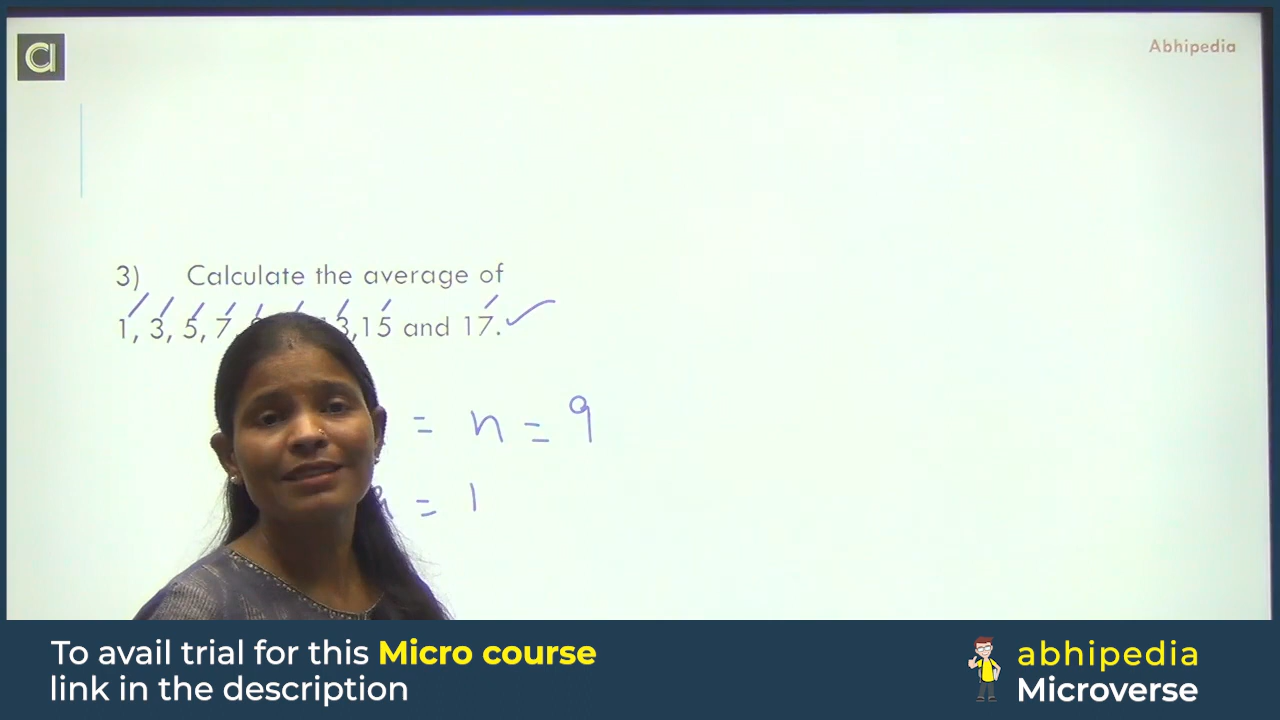 a
Abhipedia
3) Calculate the average of
1, 3, 5, 7, 13,15 and 17.
= n = 9
= 1
To avail trial for this Micro course
link in the description
abhipedia
Microverse